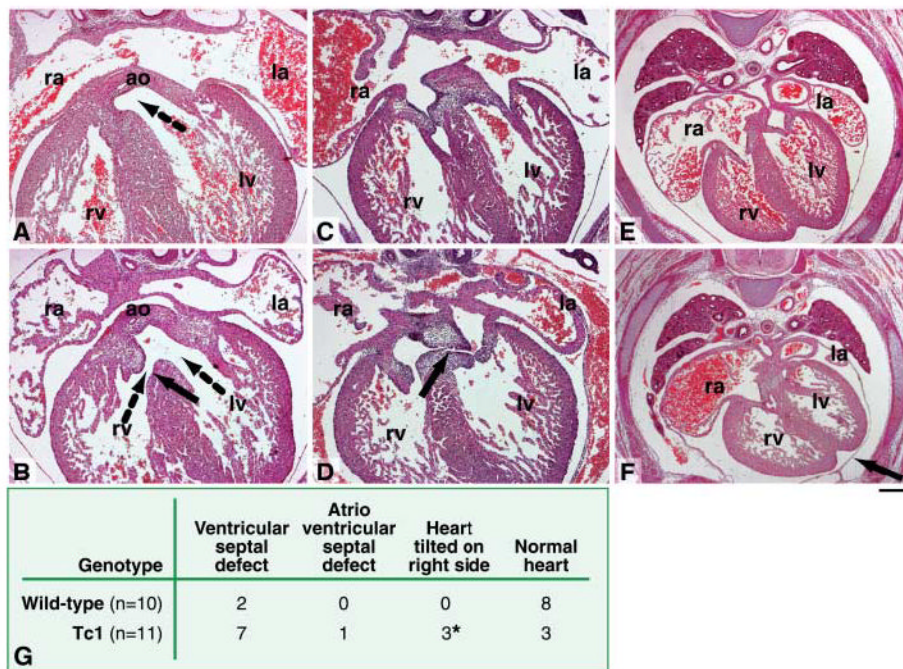 ra
ao
la
rv
lv
A
ra
la
rv
lv
C
ra
la
rv
lv
E
ra
ao
la
rv
lv
B
ra
la
rv
lv
D
ra
la
rv
lv
F
Genotype
Ventricular septal defect
Atrio ventricular septal defect
Heart tilted on right side
Normal heart
Wild-type (n=10) 2 0 0 8
Tc1 (n=11) 7 1 3* 3
G